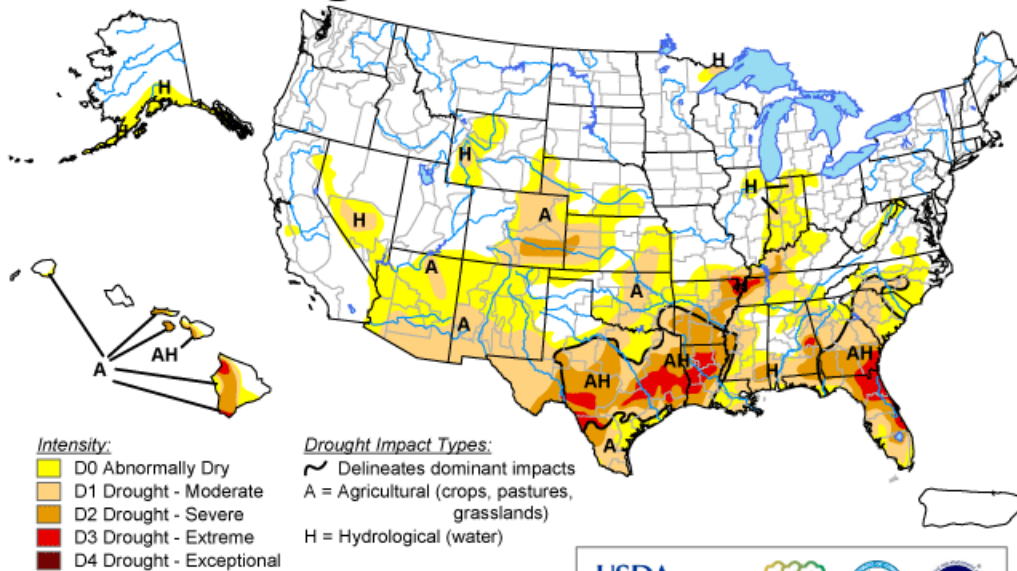 H
H
H
H
H
H
A
A
A
A
H
AH
AH
AH
H
A
A
AH
Intensity:
D0 Abnormally Dry
D1 Drought - Moderate
D2 Drought - Severe
D3 Drought - Extreme
D4 Drought - Exceptional
Drought Impact Types:
Delineates dominant impacts
A = Agricultural (crops, pastures,
grasslands)
H = Hydrological (water)
USDA